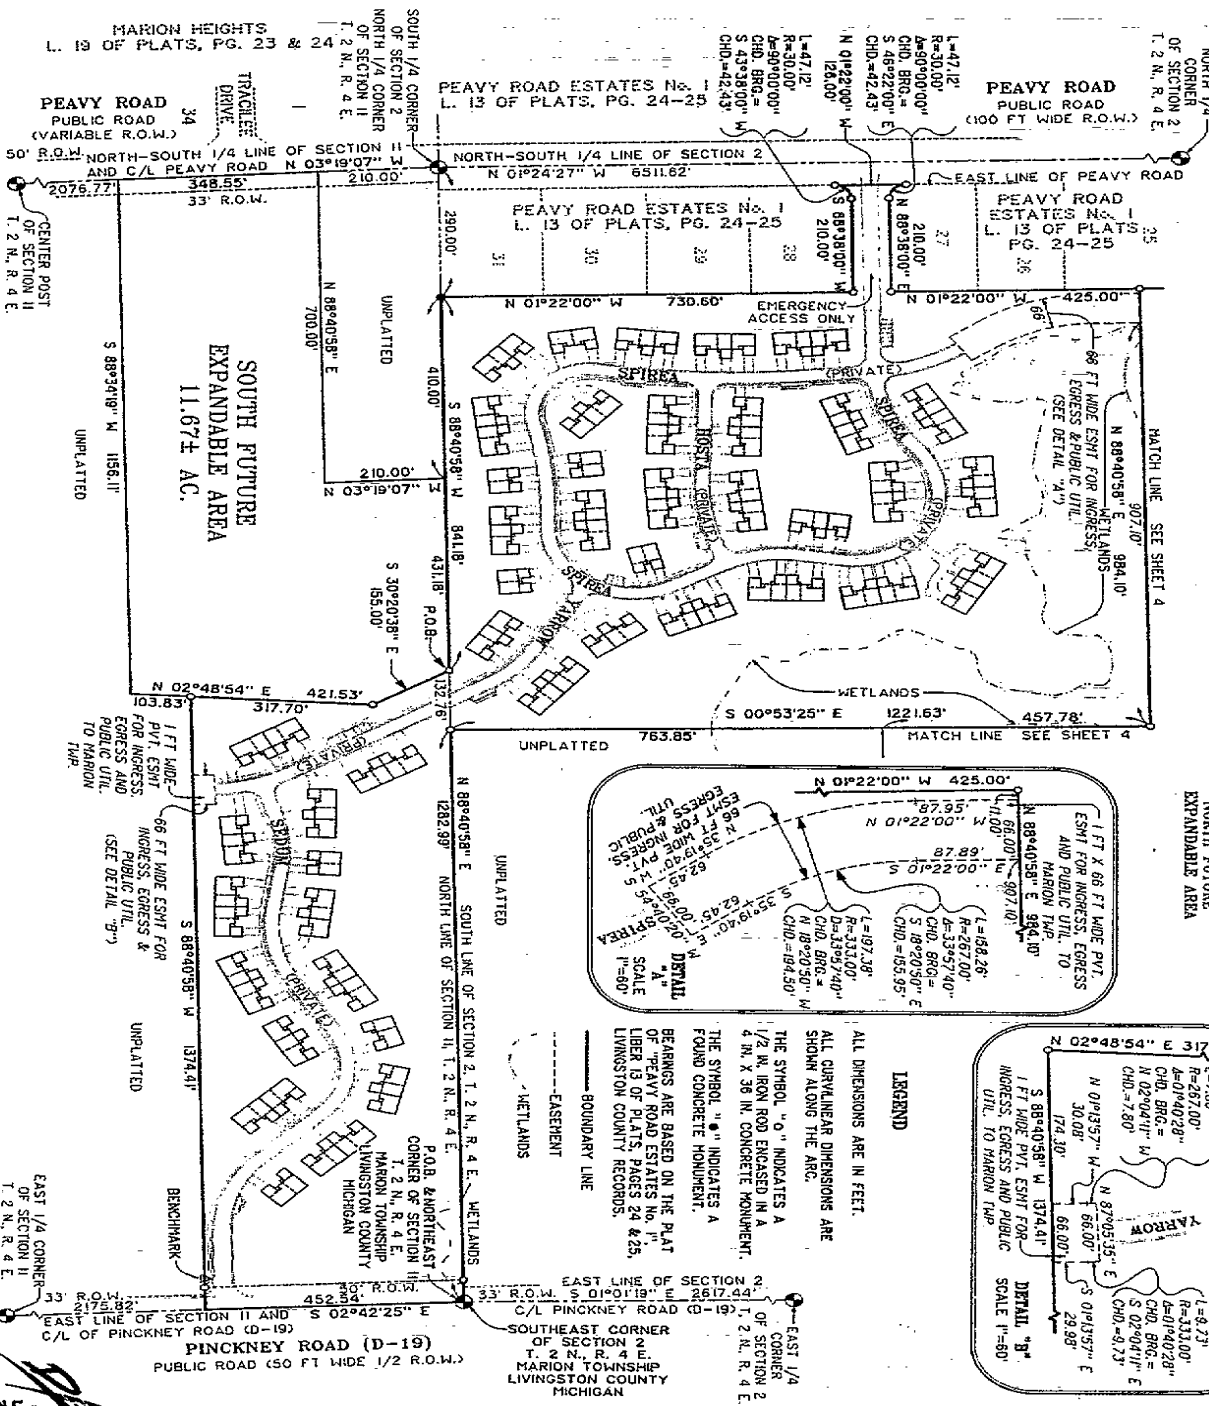 MARION HEIGHTS
L. 19 OF PLATS, PG. 23 & 24
PEAVY ROAD
PUBLIC ROAD
(VARIABLE R.O.W.)
34
TRACILEE
DRIVE
SOUTH 1/4 CORNER
OF SECTION 2
NORTH 1/4 CORNER
OF SECTION 11
T. 2 N., R. 4 E.
PEAVY ROAD ESTATES No. 1
L. 13 OF PLATS, PG. 24-25
L=47.12'
R=30.00'
Δ=90°00'00"
CHD. BRG.=
S 43°38'00" W
CHD.=42.43'
N 01°22'00" W
126.00'
L=47.12'
R=30.00'
Δ=90°00'00"
CHD. BRG.=
S 46°22'00" E
CHD.=42.43'
PEAVY ROAD
PUBLIC ROAD
(100 FT WIDE R.O.W.)
NORTH 1/4
CORNER
OF SECTION 2
T. 2 N., R. 4 E.
50' R.O.W.
NORTH-SOUTH 1/4 LINE OF SECTION 11
AND C/L PEAVY ROAD
N 03°19'07" W
2076.77'
348.55'
210.00'
33' R.O.W.
NORTH-SOUTH 1/4 LINE OF SECTION 2
N 01°24'27" W 6511.62'
EAST LINE OF PEAVY ROAD
CENTER POST
OF SECTION 11
T. 2 N., R. 4 E.
290.00'
PEAVY ROAD ESTATES No. 1
L. 13 OF PLATS, PG. 24-25
31
30
29
28
S 88°38'00" W
210.00'
N 88°38'00" E
210.00'
27
PEAVY ROAD
ESTATES No. 1
L. 13 OF PLATS
PG. 24-25
26
25
N 01°22'00" W 730.60'
EMERGENCY
ACCESS ONLY
N 01°22'00" W 425.00'
66'
66 FT WIDE ESMT FOR INGRESS,
EGRESS & PUBLIC UTIL.
(SEE DETAIL "A")
N 88°40'58" E 984.10'
907.10'
MATCH LINE SEE SHEET 4
WETLANDS
S 88°34'19" W 1156.11'
UNPLATTED
N 88°40'58" E
700.00'
UNPLATTED
SOUTH FUTURE
EXPANDABLE AREA
11.67± AC.
210.00'
N 03°19'07" W
410.00'
S 88°40'58" W 841.18'
431.18'
P.O.B.
S 30°20'38" E
155.00'
SPIREA
(PRIVATE)
SPIREA
HOSTA (PRIVATE)
(PRIVATE)
SPIREA
YARROW
(PRIVATE)
WETLANDS
132.76'
N 02°48'54" E 421.53'
103.83'
317.70'
S 00°53'25" E 1221.63'
457.78'
763.85'
UNPLATTED
MATCH LINE SEE SHEET 4
1 FT WIDE
PVT. ESMT
FOR INGRESS,
EGRESS AND
PUBLIC UTIL.
TO MARION
TWP.
66 FT WIDE ESMT FOR
INGRESS, EGRESS &
PUBLIC UTIL.
(SEE DETAIL "B")
S 88°40'58" W 1374.41'
UNPLATTED
SEDUM
(PRIVATE)
N 88°40'58" E
1282.99'
SOUTH LINE OF SECTION 2, T. 2 N., R. 4 E.
NORTH LINE OF SECTION 11, T. 2 N., R. 4 E.
UNPLATTED
WETLANDS
P.O.B. & NORTHEAST
CORNER OF SECTION 11
T. 2 N., R. 4 E.
MARION TOWNSHIP
LIVINGSTON COUNTY
MICHIGAN
BENCHMARK
N 01°22'00" W 425.00'
87.95'
N 01°22'00" W
87.89'
S 01°22'00" E
11.00'
66.00'
907.10'
N 88°40'58" E 984.10'
1 FT X 66 FT WIDE PVT.
ESMT FOR INGRESS, EGRESS
AND PUBLIC UTIL. TO
MARION TWP.
66 FT WIDE PVT.
ESMT FOR INGRESS,
EGRESS & PUBLIC
UTIL.
N 35°19'40" W
62.45'
66.00'
S 54°40'20" W
62.45'
S 35°19'40" E
SPIREA
L=158.26'
R=267.00'
Δ=33°57'40"
CHD. BRG=
S 18°20'50" E
CHD.=155.95'
L=197.38'
R=333.00'
D=33°57'40"
CHD. BRG.=
N 18°20'50" W
CHD.=194.50'
DETAIL
"A"
SCALE
1"=60'
NORTH FUTURE
EXPANDABLE AREA
LEGEND
ALL DIMENSIONS ARE IN FEET.
ALL CURVILINEAR DIMENSIONS ARE
SHOWN ALONG THE ARC.
THE SYMBOL "o" INDICATES A
1/2 IN. IRON ROD ENCASED IN A
4 IN. X 36 IN. CONCRETE MONUMENT.
THE SYMBOL "●" INDICATES A
FOUND CONCRETE MONUMENT.
BEARINGS ARE BASED ON THE PLAT
OF "PEAVY ROAD ESTATES No. 1"
LIBER 13 OF PLATS, PAGES 24 & 25,
LIVINGSTON COUNTY RECORDS.
BOUNDARY LINE
EASEMENT
WETLANDS
N 02°48'54" E 317
R=267.00'
Δ=01°40'28"
CHD. BRG.=
N 02°04'11" W
CHD.=7.80'
N 01°13'57" W
30.08'
174.30'
S 88°40'58" W 1374.41'
1 FT WIDE PVT. ESMT FOR
INGRESS, EGRESS AND PUBLIC
UTIL. TO MARION TWP.
YARROW
N 87°05'35" E
66.00'
66.00'
L=9.73'
R=333.00'
Δ=01°40'28"
CHD. BRG.=
S 02°04'11" E
CHD.=9.73'
S 01°13'57" E
29.93'
DETAIL "B"
SCALE 1"=60'
EAST 1/4 CORNER
OF SECTION 11
T. 2 N., R. 4 E.
33' R.O.W.
2175.82'
50' R.O.W.
452.54'
EAST LINE OF SECTION 11 AND
C/L OF PINCKNEY ROAD (D-19)
S 02°42'25" E
PINCKNEY ROAD (D-19)
PUBLIC ROAD (50 FT WIDE 1/2 R.O.W.)
EAST LINE OF SECTION 2
33' R.O.W. S 01°01'19" E 2617.44'
C/L PINCKNEY ROAD (D-19)
SOUTHEAST CORNER
OF SECTION 2
T. 2 N., R. 4 E.
MARION TOWNSHIP
LIVINGSTON COUNTY
MICHIGAN
EAST 1/4
CORNER
OF SECTION 2
T. 2 N., R. 4 E.